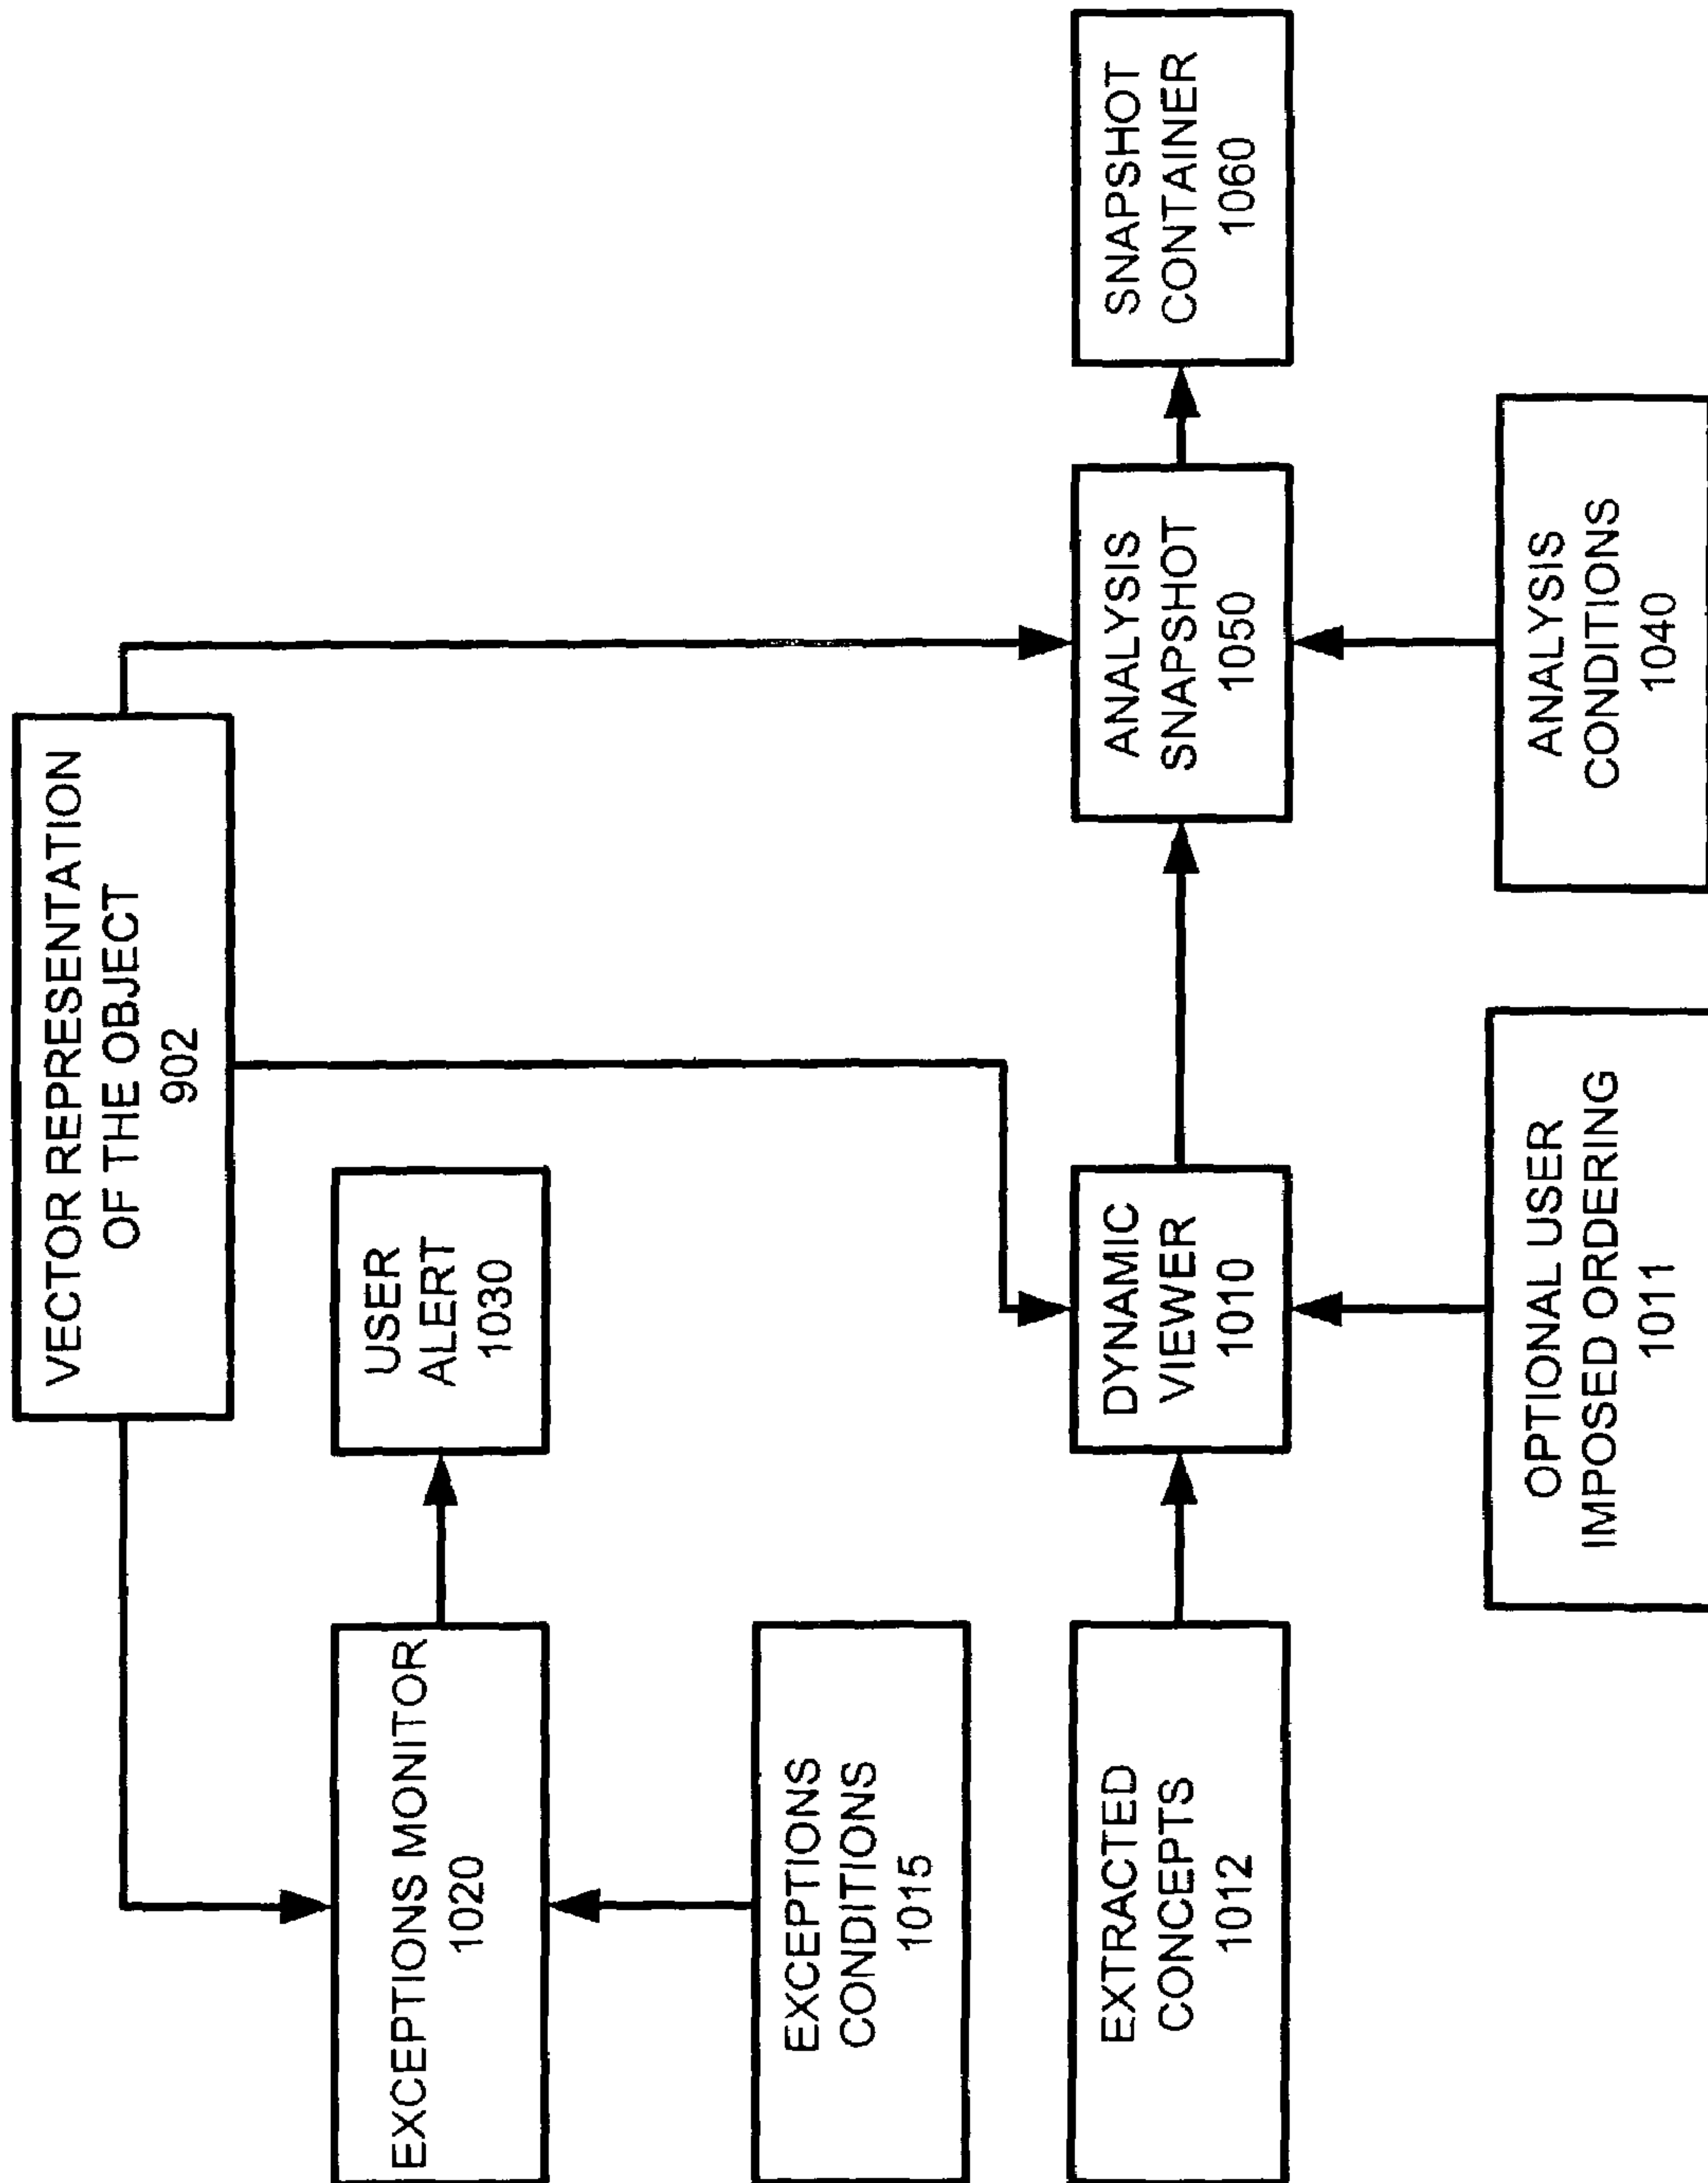 VECTOR REPRESENTATION
OF THE OBJECT
902
EXCEPTIONS MONITOR
1020
USER
ALERT
1030
EXCEPTIONS
CONDITIONS
1015
EXTRACTED
CONCEPTS
1012
DYNAMIC
VIEWER
1010
ANALYSIS
SNAPSHOT
1050
SNAPSHOT
CONTAINER
1060
OPTIONAL USER
IMPOSED ORDERING
1011
ANALYSIS
CONDITIONS
1040